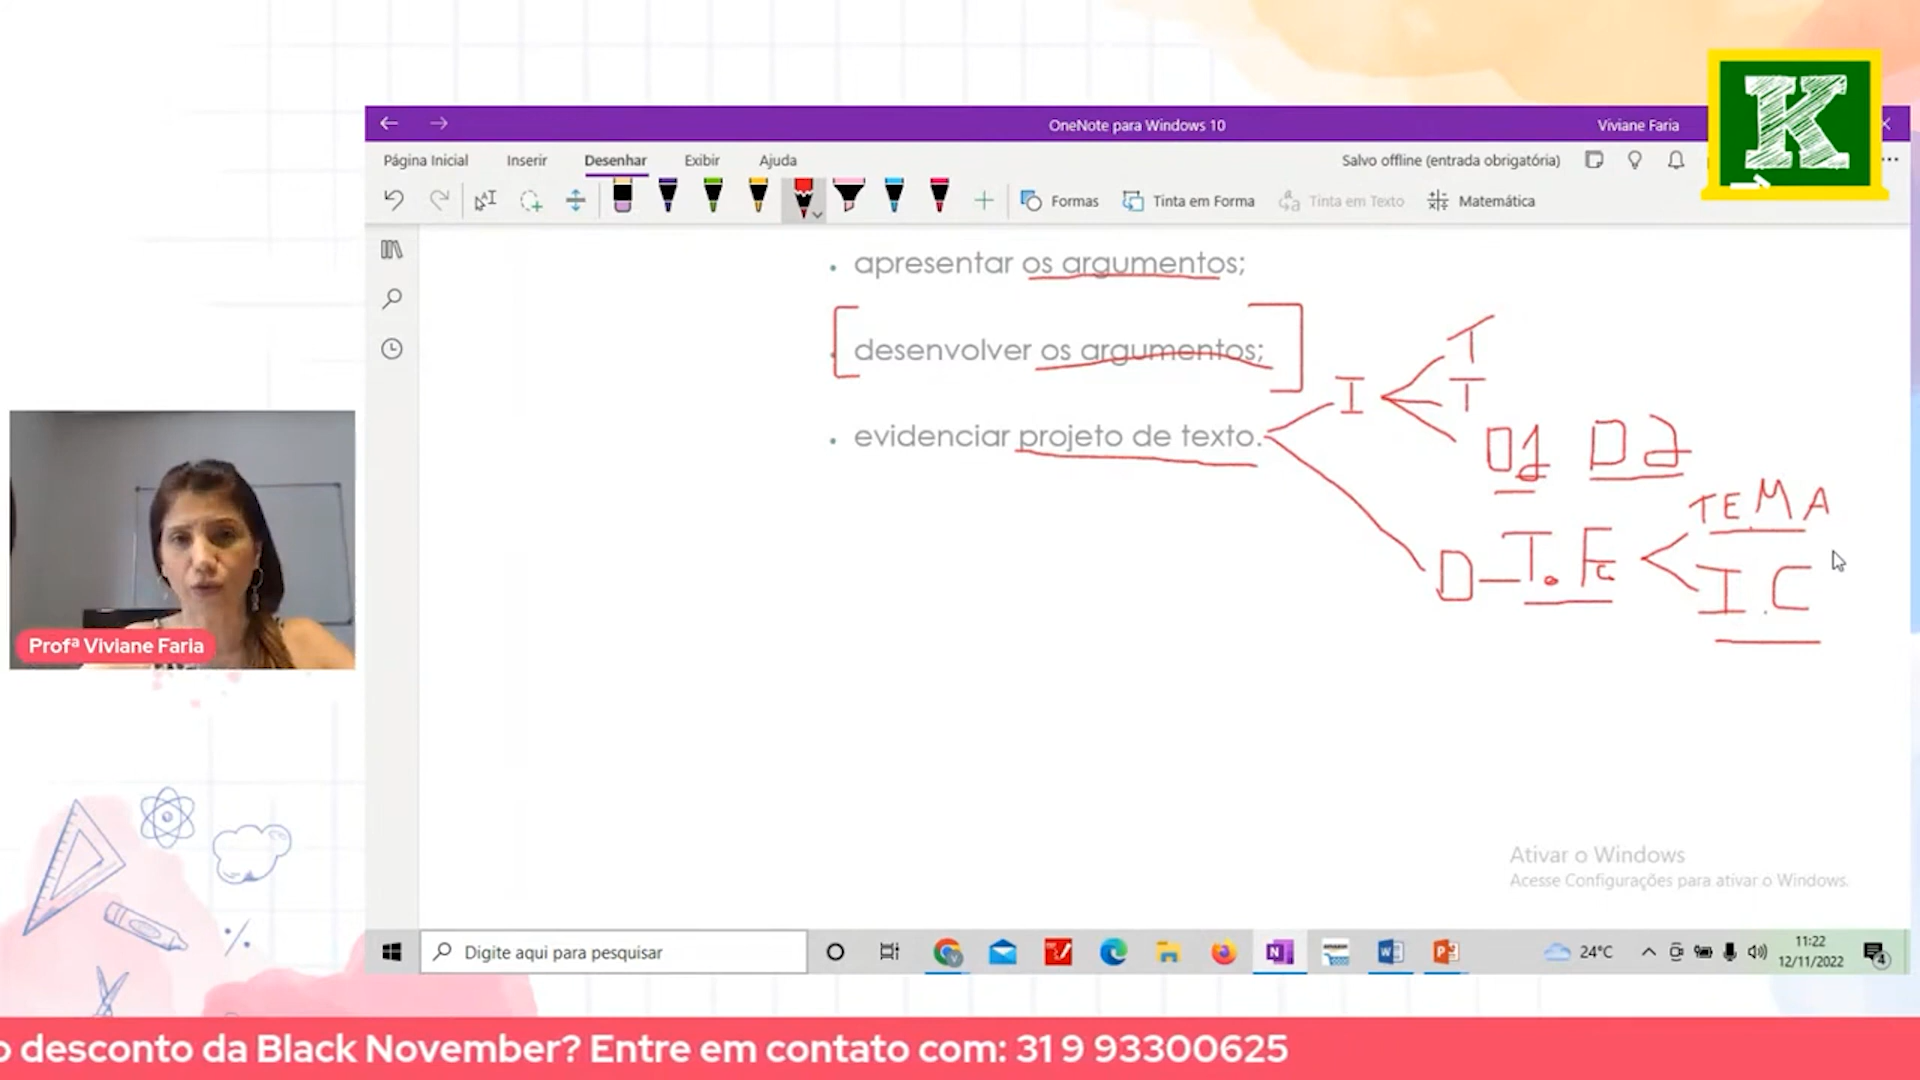 K
OneNote para Windows 10
Viviane Faria
Página Inicial
Inserir
Desenhar
Exibir
Ajuda
Salvo offline (entrada obrigatória)
Formas
Tinta em Forma
Tinta em Texto
Matemática
• apresentar os argumentos;
• desenvolver os argumentos;
• evidenciar projeto de texto.
I
T
T
D1 D2
D-T.F.
TEMA
I.C
Profª Viviane Faria
Ativar o Windows
Acesse Configurações para ativar o Windows.
Digite aqui para pesquisar
24°C
11:22
12/11/2022
4
o desconto da Black November? Entre em contato com: 31 9 93300625